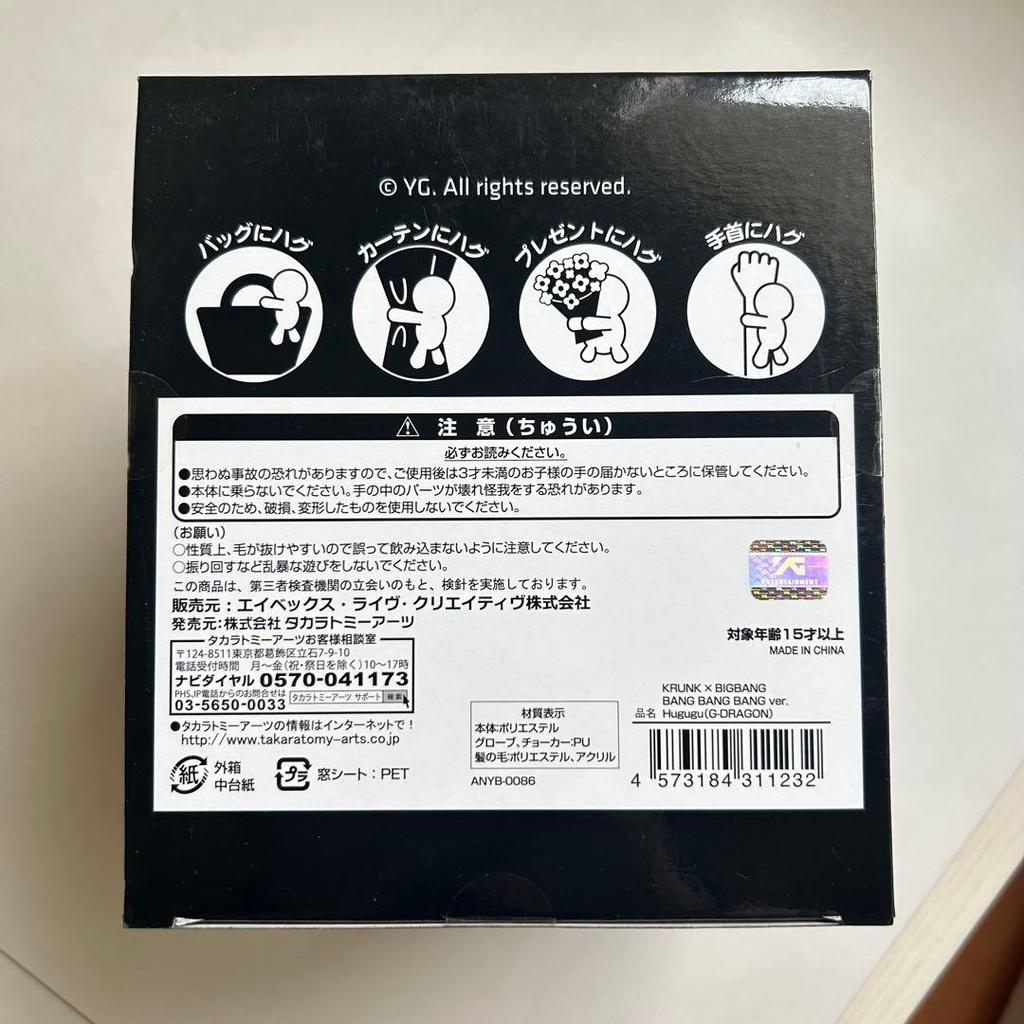 © YG. All rights reserved.
バッグにハグ
カーテンにハグ
プレゼントにハグ
手首にハグ
注 意(ちゅうい)
必ずお読みください。
●思わぬ事故の恐れがありますので、ご使用後は3才未満のお子様の手の届かないところに保管してください。
●本体に乗らないでください。手の中のパーツが壊れ怪我をする恐れがあります。
●安全のため、破損、変形したものを使用しないでください。
(お願い)
○性質上、毛が抜けやすいので誤って飲み込まないように注意してください。
○振り回すなど乱暴な遊びをしないでください。
この商品は、第三者検査機関の立会いのもと、検針を実施しております。
販売元:エイベックス・ライヴ・クリエイティヴ株式会社
発売元:株式会社 タカラトミーアーツ
YG
ENTERTAINMENT
対象年齢15才以上
MADE IN CHINA
タカラトミーアーツお客様相談室
〒124-8511東京都葛飾区立石7-9-10
電話受付時間 月〜金(祝・祭日を除く)10〜17時
ナビダイヤル 0570-041173
PHS,IP電話からのお問合せは
03-5650-0033
タカラトミーアーツ サポート 検索
●タカラトミーアーツの情報はインターネットで!
http://www.takaratomy-arts.co.jp
紙
外箱
中台紙
プラ
窓シート:PET
材質表示
本体:ポリエステル
グローブ、チョーカー:PU
髪の毛:ポリエステル、アクリル
ANYB-0086
KRUNK×BIGBANG
BANG BANG BANG ver.
品名 Hugugu(G-DRAGON)
4 573184 311232